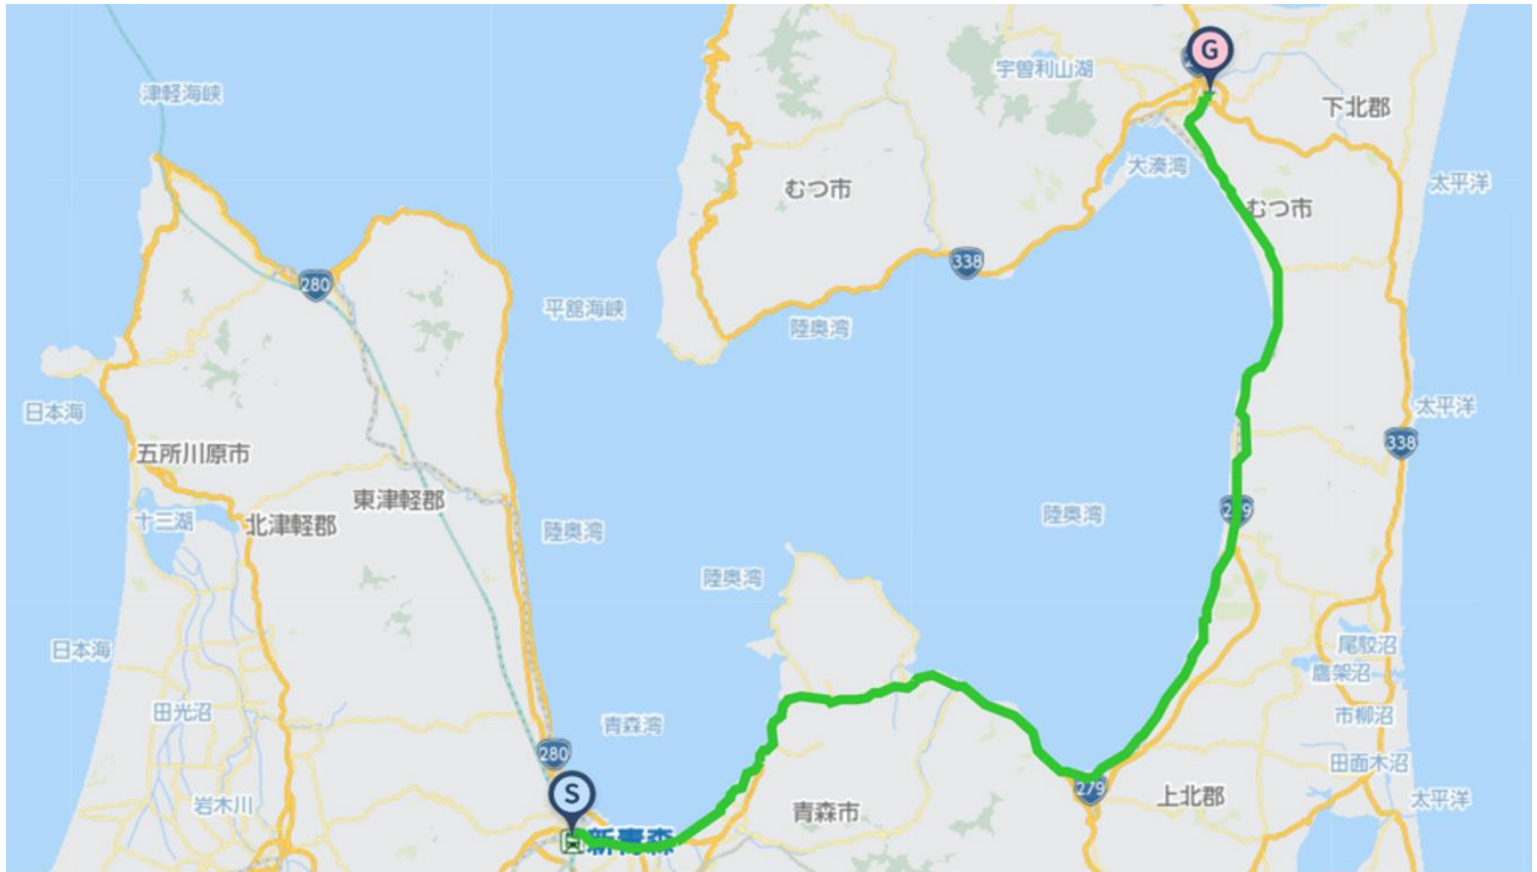 G
宇曽利山湖
津軽海峡
下北郡
大湊湾
太平洋
むつ市
むつ市
338
280
平舘海峡
陸奥湾
日本海
太平洋
338
五所川原市
東津軽郡
十三湖
北津軽郡
陸奥湾
陸奥湾
陸奥湾
日本海
尾駮沼
鷹架沼
田光沼
青森湾
市柳沼
280
田面木沼
S
279
上北郡
太平洋
岩木川
青森市
新青森